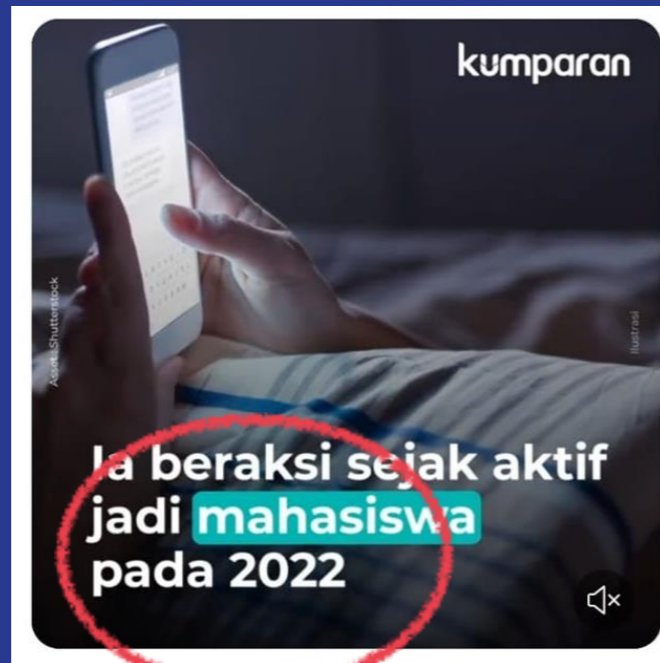 kumparan
Asset: Shutterstock
Ilustrasi
Ia beraksi sejak aktif
jadi mahasiswa
pada 2022